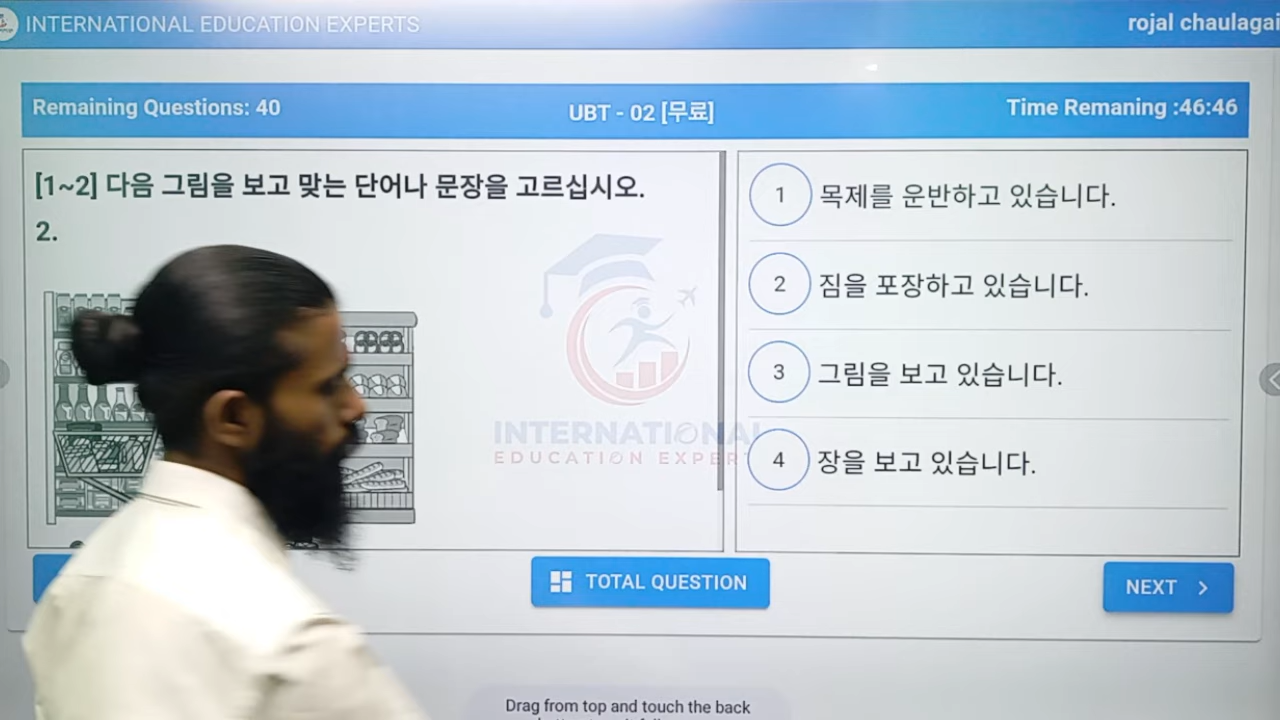 INTERNATIONAL EDUCATION EXPERTS
rojal chaulagai
Remaining Questions: 40
UBT - 02 [무료]
Time Remaning :46:46
[1~2] 다음 그림을 보고 맞는 단어나 문장을 고르십시오.
2.
INTERNATIONAL
EDUCATION EXPERT
1 목제를 운반하고 있습니다.
2 짐을 포장하고 있습니다.
3 그림을 보고 있습니다.
4 장을 보고 있습니다.
TOTAL QUESTION
NEXT
Drag from top and touch the back